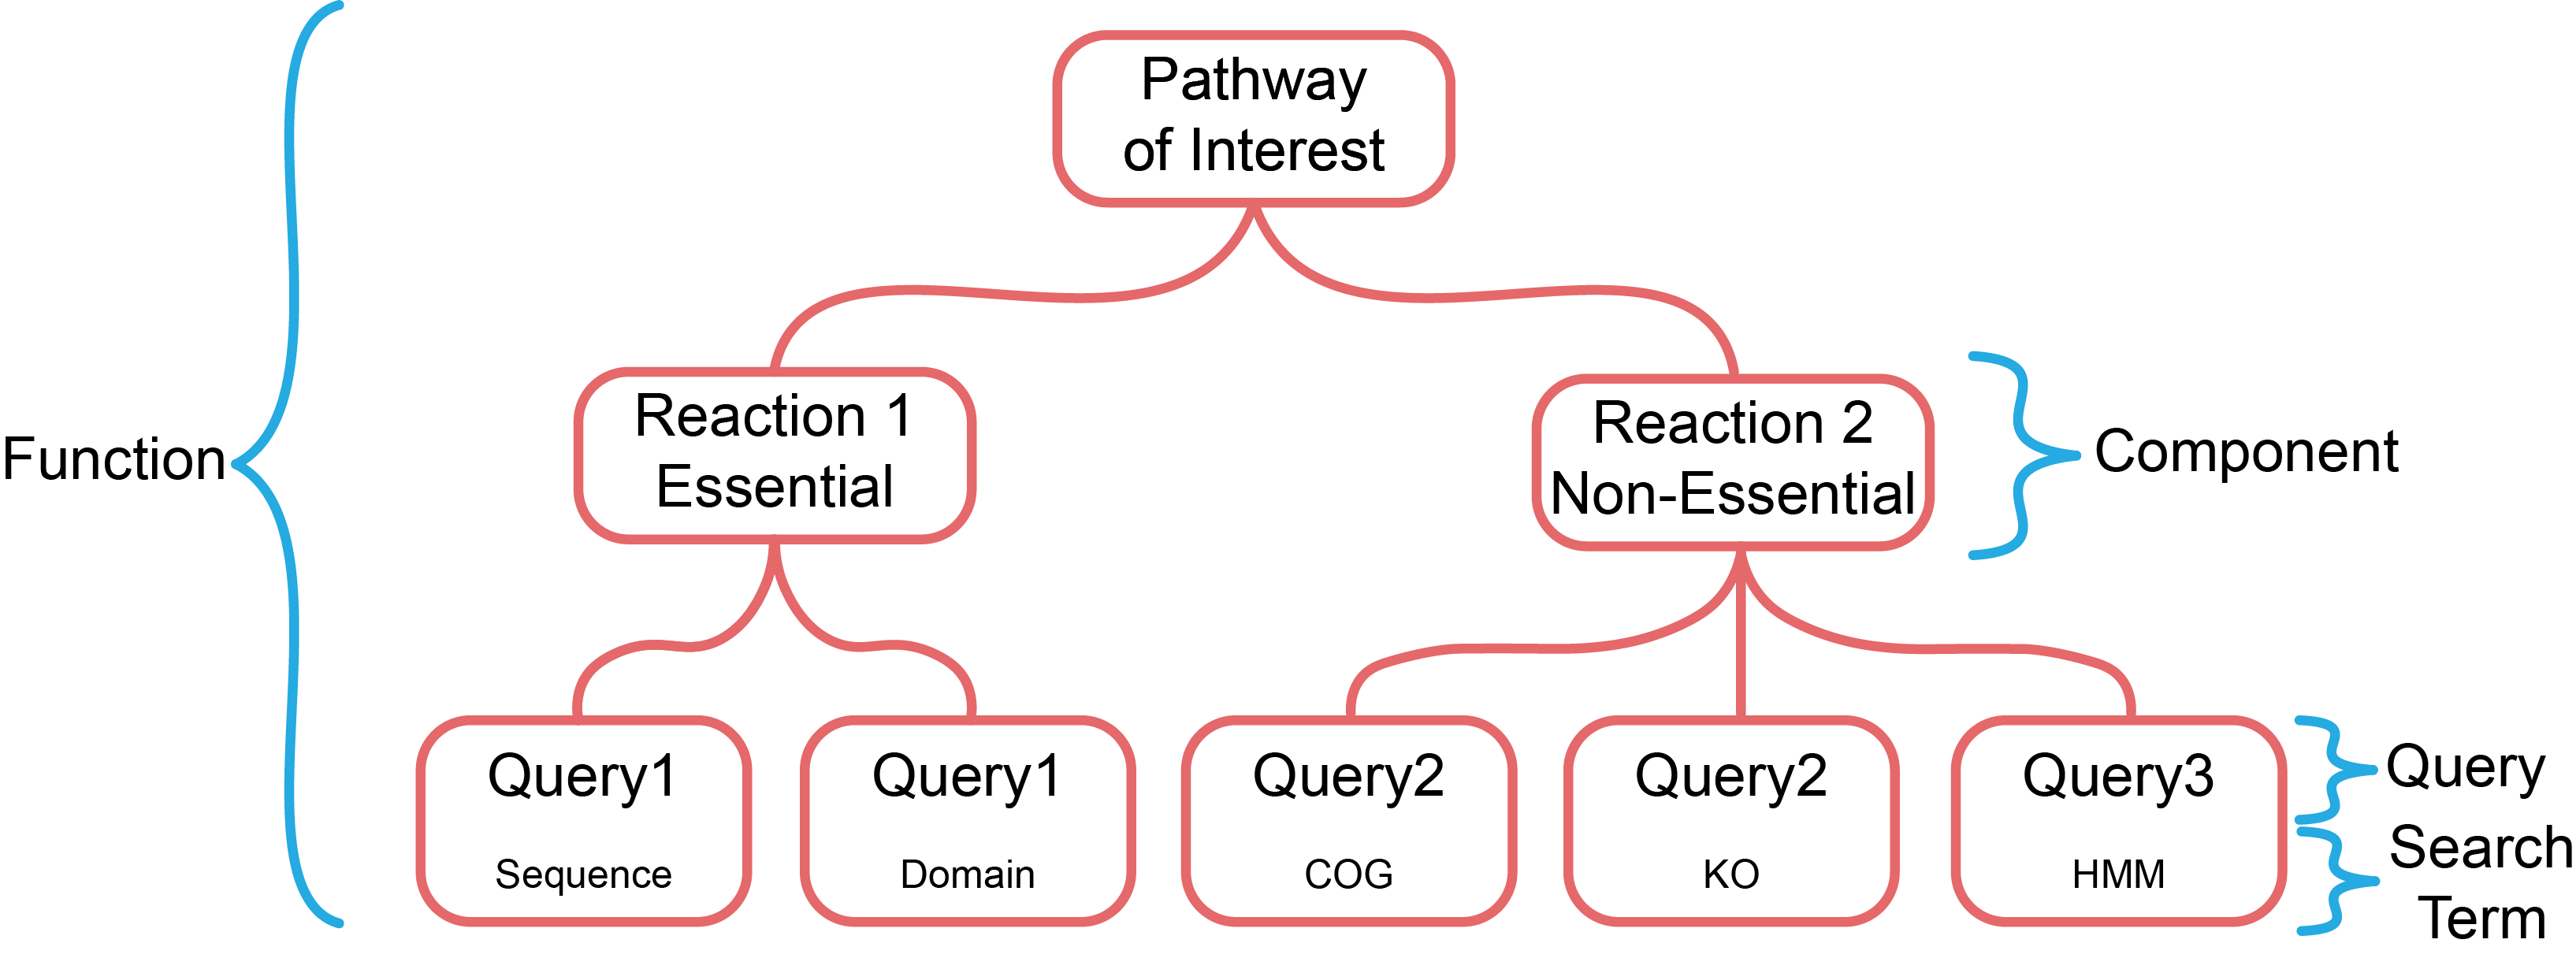 Pathway
of Interest
Function
Reaction 1
Essential
Reaction 2
Non-Essential
Component
Query1
Sequence
Query1
Domain
Query2
COG
Query2
KO
Query3
HMM
Query
Search
Term